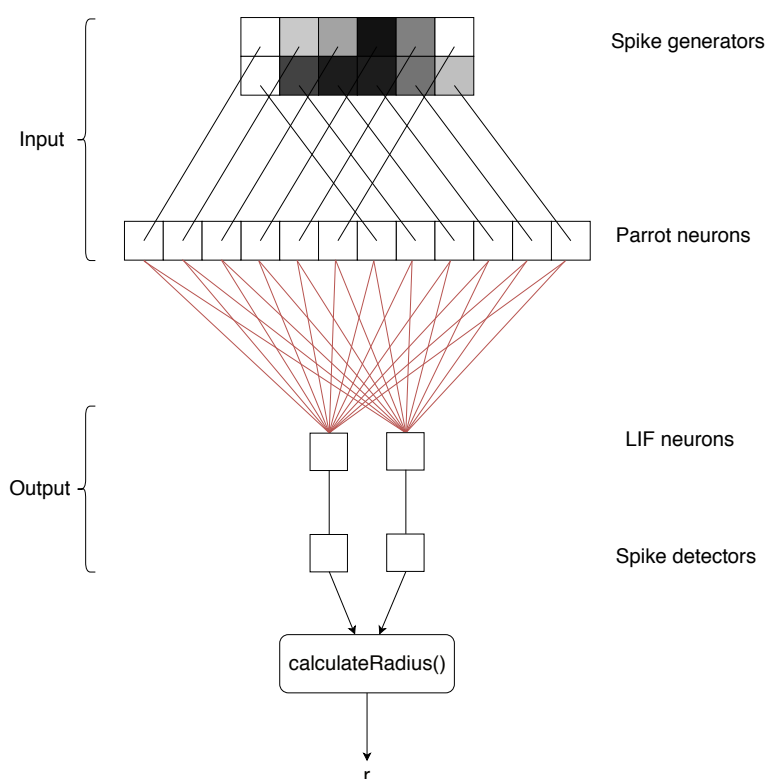 Spike generators
Input
Parrot neurons
LIF neurons
Output
Spike detectors
calculateRadius()
r